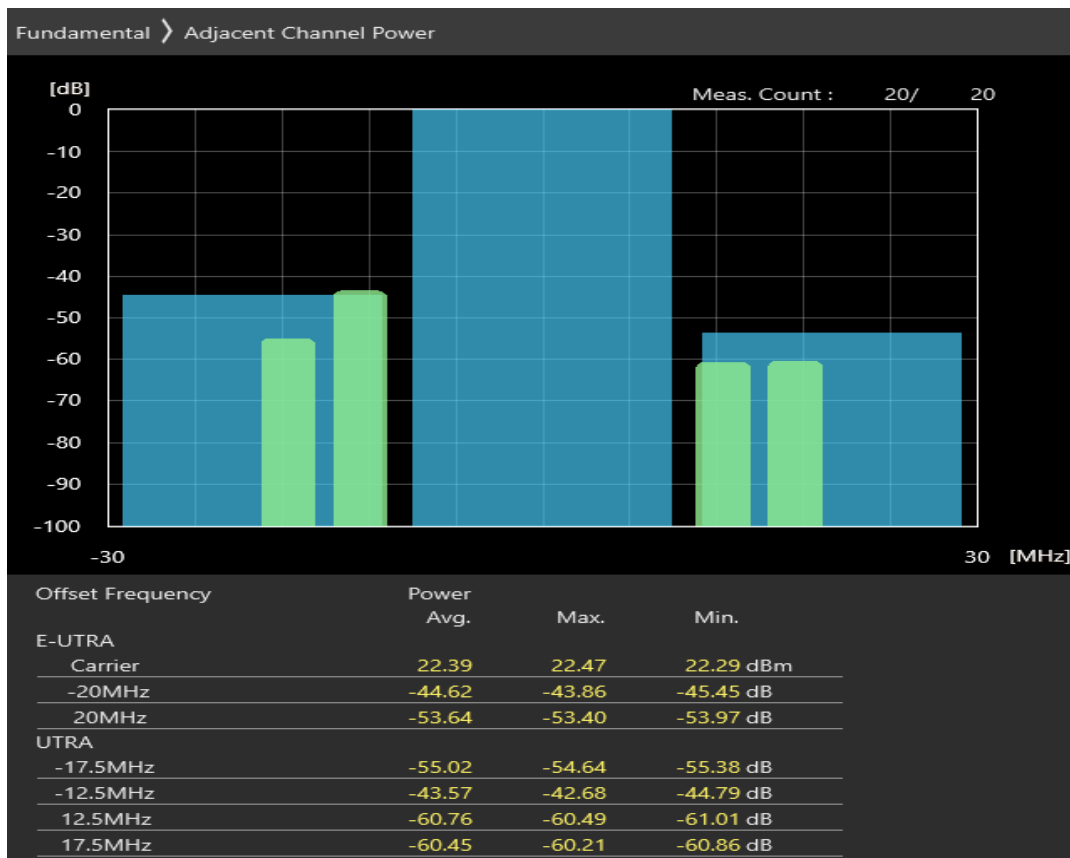 Fundamental 〉 Adjacent Channel Power
[dB]
Meas. Count : 20/ 20
0
-10
-20
-30
-40
-50
-60
-70
-80
-90
-100
-30 30 [MHz]
Offset Frequency Power
Avg. Max. Min.
E-UTRA
Carrier 22.39 22.47 22.29 dBm
-20MHz -44.62 -43.86 -45.45 dB
20MHz -53.64 -53.40 -53.97 dB
UTRA
-17.5MHz -55.02 -54.64 -55.38 dB
-12.5MHz -43.57 -42.68 -44.79 dB
12.5MHz -60.76 -60.49 -61.01 dB
17.5MHz -60.45 -60.21 -60.86 dB